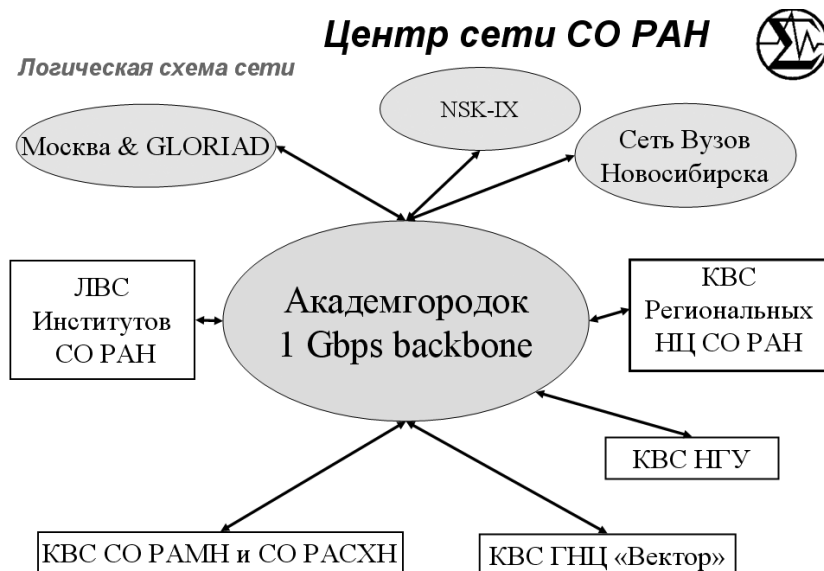 Центр сети СО РАН
Логическая схема сети
NSK-IX
Москва & GLORIAD
Сеть Вузов
Новосибирска
ЛВС
Институтов
СО РАН
Академгородок
1 Gbps backbone
КВС
Региональных
НЦ СО РАН
КВС НГУ
КВС СО РАМН и СО РАСХН
КВС ГНЦ «Вектор»